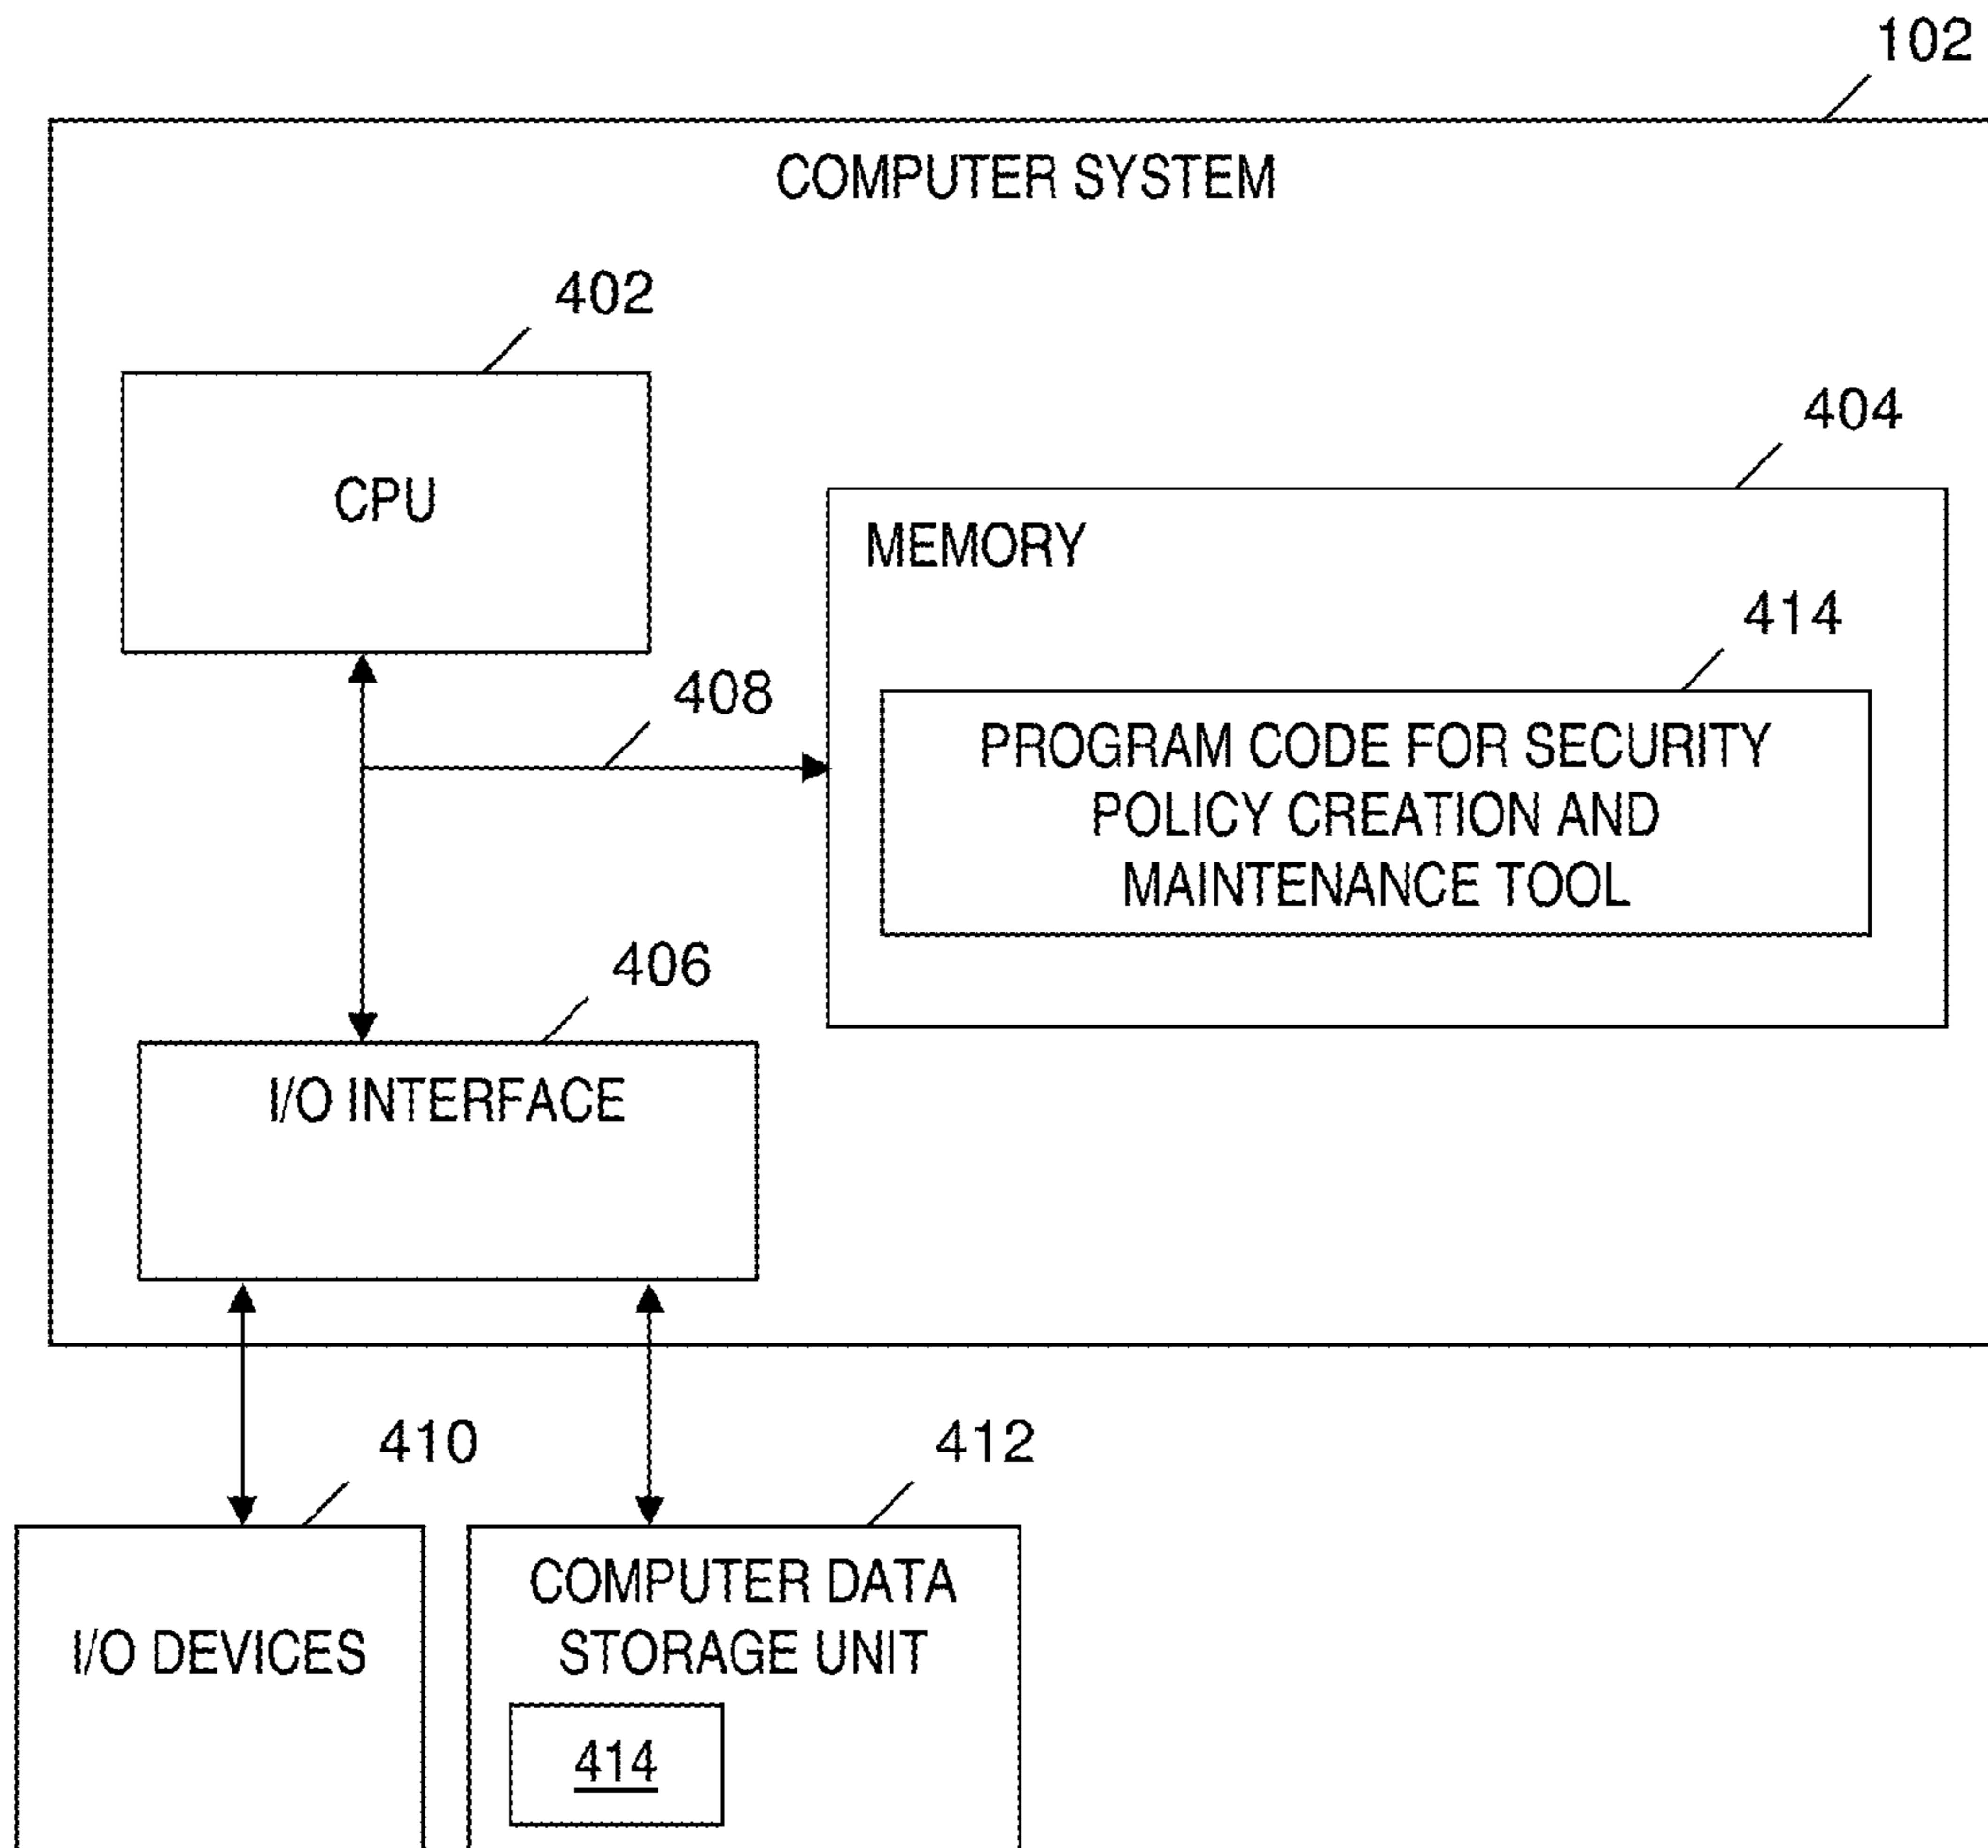 102
COMPUTER SYSTEM
402
CPU
404
MEMORY
414
PROGRAM CODE FOR SECURITY
POLICY CREATION AND
MAINTENANCE TOOL
408
406
I/O INTERFACE
410
I/O DEVICES
412
COMPUTER DATA
STORAGE UNIT
414